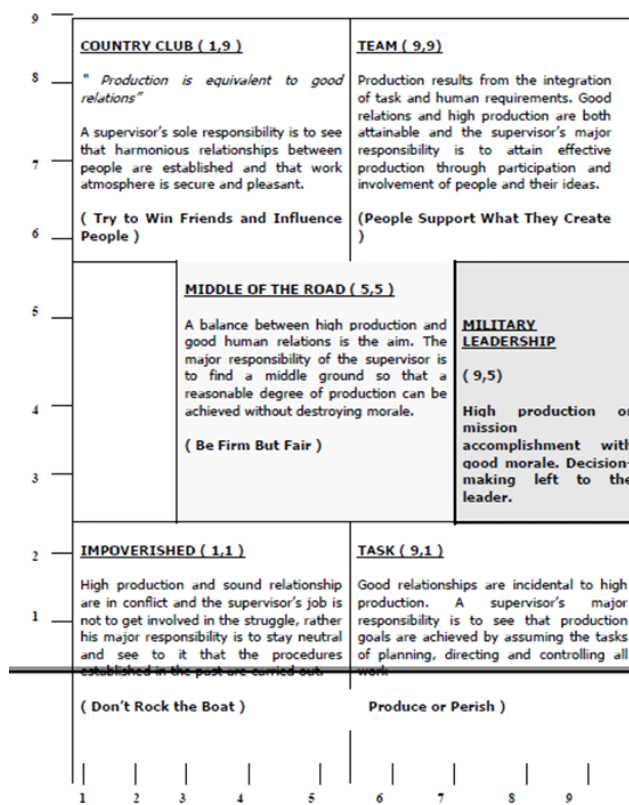 9
8
7
6
5
4
3
2
1
COUNTRY CLUB ( 1,9 )
" Production is equivalent to good
relations"
A supervisor's sole responsibility is to see
that harmonious relationships between
people are established and that work
atmosphere is secure and pleasant.
( Try to Win Friends and Influence
People )
TEAM ( 9,9)
Production results from the integration
of task and human requirements. Good
relations and high production are both
attainable and the supervisor's major
responsibility is to attain effective
production through participation and
involvement of people and their ideas.
(People Support What They Create
)
MIDDLE OF THE ROAD ( 5,5 )
A balance between high production and
good human relations is the aim. The
major responsibility of the supervisor is
to find a middle ground so that a
reasonable degree of production can be
achieved without destroying morale.
( Be Firm But Fair )
MILITARY
LEADERSHIP
( 9,5)
High production or
mission
accomplishment with
good morale. Decision-
making left to the
leader.
IMPOVERISHED ( 1,1 )
High production and sound relationship
are in conflict and the supervisor's job is
not to get involved in the struggle, rather
his major responsibility is to stay neutral
and see to it that the procedures
established in the past are carried out.
( Don't Rock the Boat )
TASK ( 9,1 )
Good relationships are incidental to high
production. A supervisor's major
responsibility is to see that production
goals are achieved by assuming the tasks
of planning, directing and controlling all
work
Produce or Perish )
1 2 3 4 5 6 7 8 9